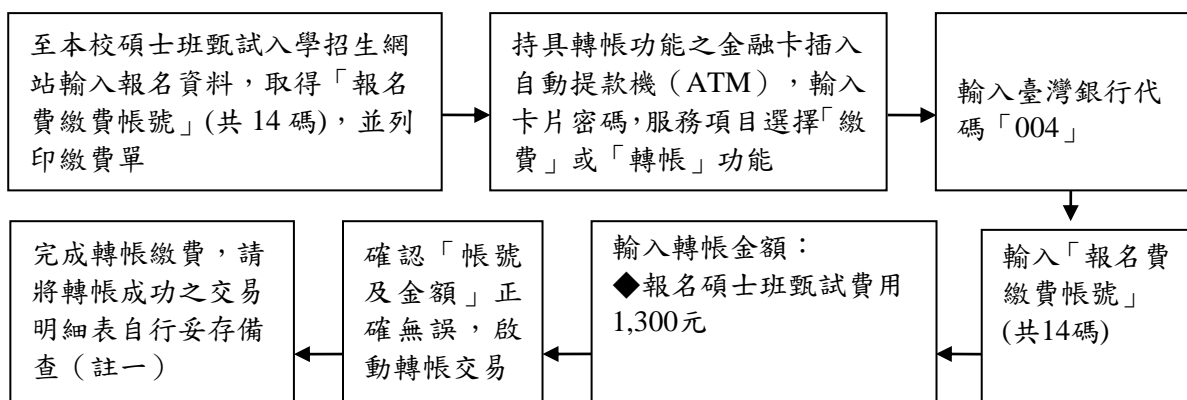 至本校碩士班甄試入學招生網
站輸入報名資料，取得「報名
費繳費帳號」(共 14 碼)，並列
印繳費單
持具轉帳功能之金融卡插入
自動提款機（ATM），輸入
卡片密碼，服務項目選擇「繳
費」或「轉帳」功能
輸入臺灣銀行代
碼「004」
輸入「報名費
繳費帳號」
(共14碼)
輸入轉帳金額：
◆報名碩士班甄試費用
1,300元
確認「帳號
及金額」正
確無誤，啟
動轉帳交易
完成轉帳繳費，請
將轉帳成功之交易
明細表自行妥存備
查（註一）